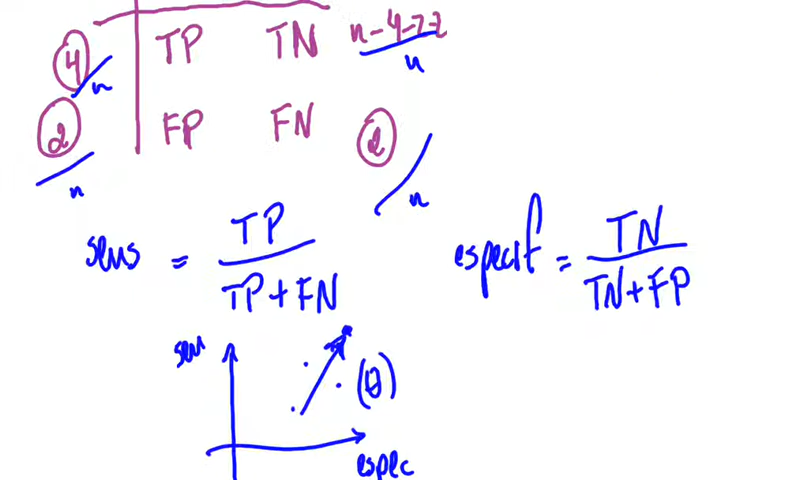 4/n TP TN n-4-2-2/n
2/n FP FN 2/n
sens = TP/TP+FN especif = TN/TN+FP
sen
(θ)
espec